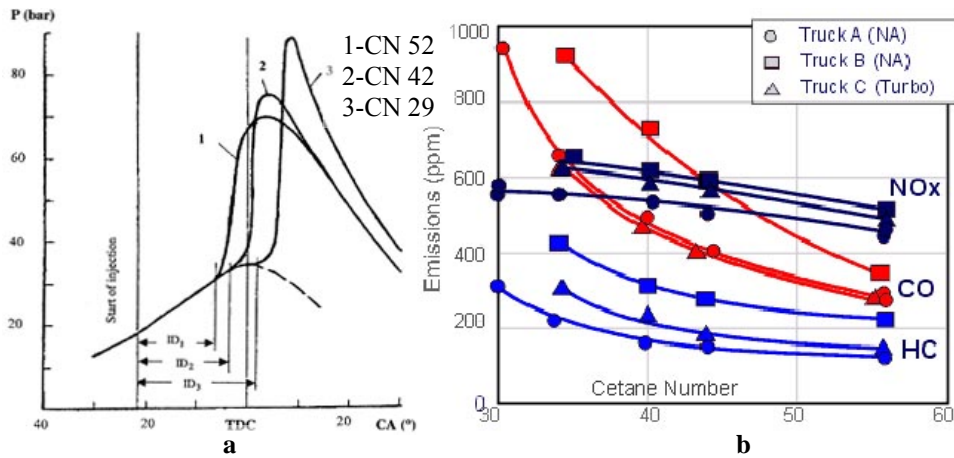 P (bar)
80
60
40
20
40
20
TDC
20
CA (°)
Start of injection
ID₁
ID₂
ID₃
1
2
3
1-CN 52
2-CN 42
3-CN 29
a
1000
800
600
400
200
0
Emissions (ppm)
Truck A (NA)
Truck B (NA)
Truck C (Turbo)
NOx
CO
HC
Cetane Number
30
40
50
60
b